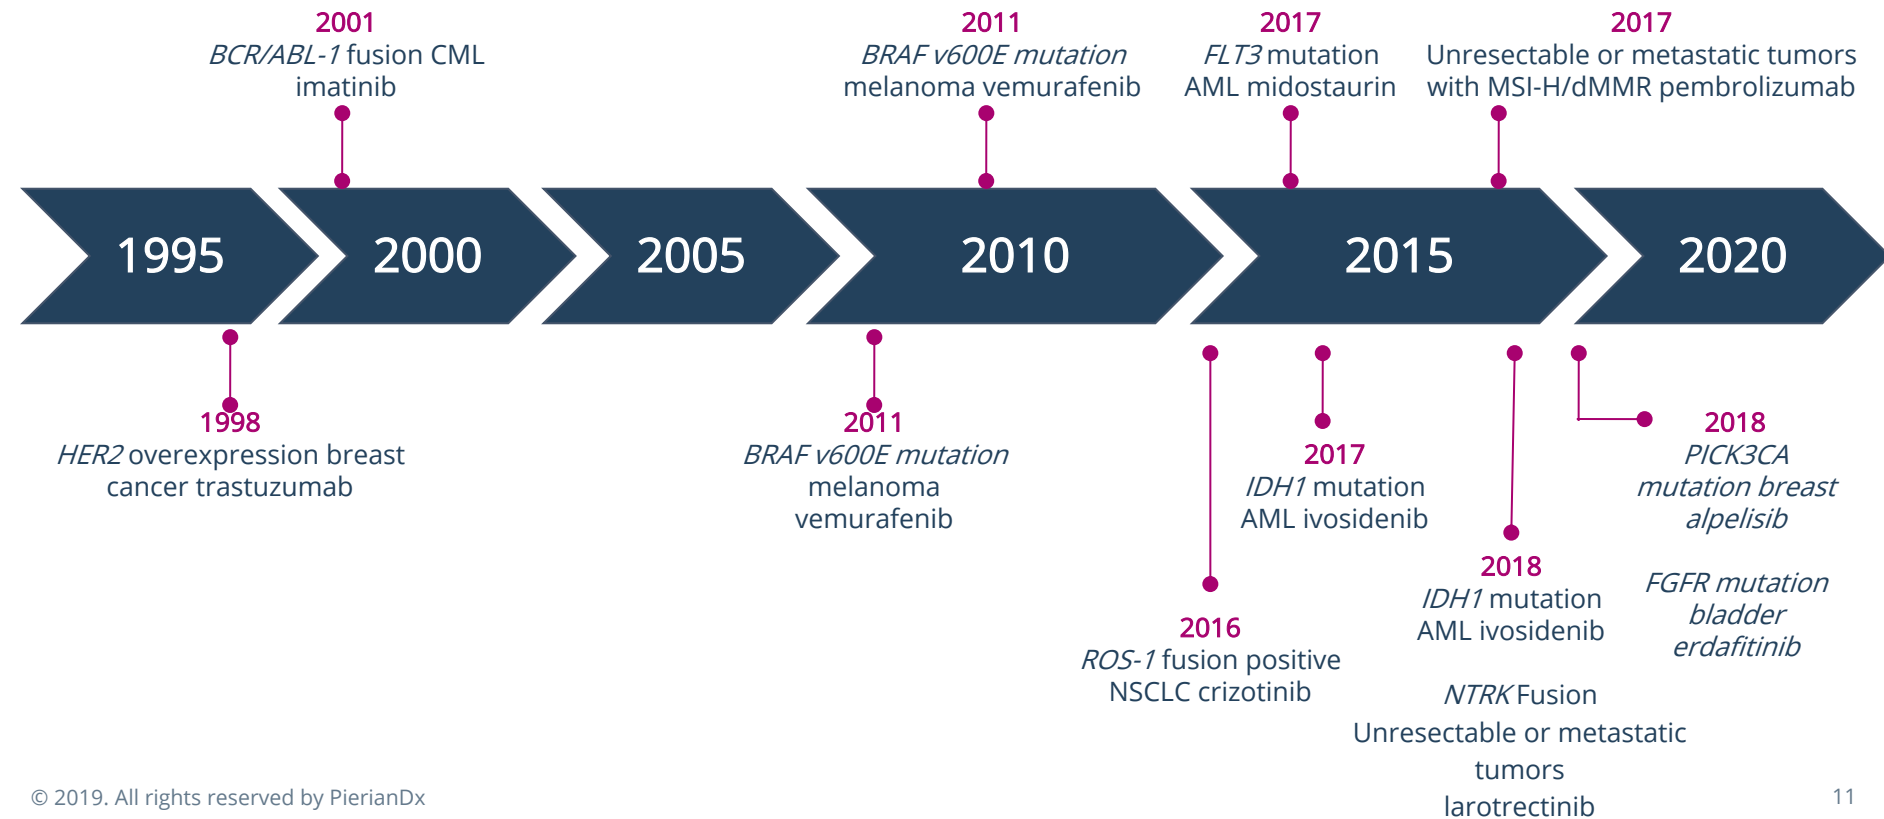 2001
BCR/ABL-1 fusion CML
imatinib
2011
BRAF v600E mutation
melanoma vemurafenib
2017
FLT3 mutation
AML midostaurin
2017
Unresectable or metastatic tumors
with MSI-H/dMMR pembrolizumab
1995
2000
2005
2010
2015
2020
1998
HER2 overexpression breast
cancer trastuzumab
2011
BRAF v600E mutation
melanoma
vemurafenib
2016
ROS-1 fusion positive
NSCLC crizotinib
2017
IDH1 mutation
AML ivosidenib
2018
IDH1 mutation
AML ivosidenib
NTRK Fusion
Unresectable or metastatic
tumors
larotrectinib
2018
PICK3CA
mutation breast
alpelisib
FGFR mutation
bladder
erdafitinib
© 2019. All rights reserved by PierianDx
11